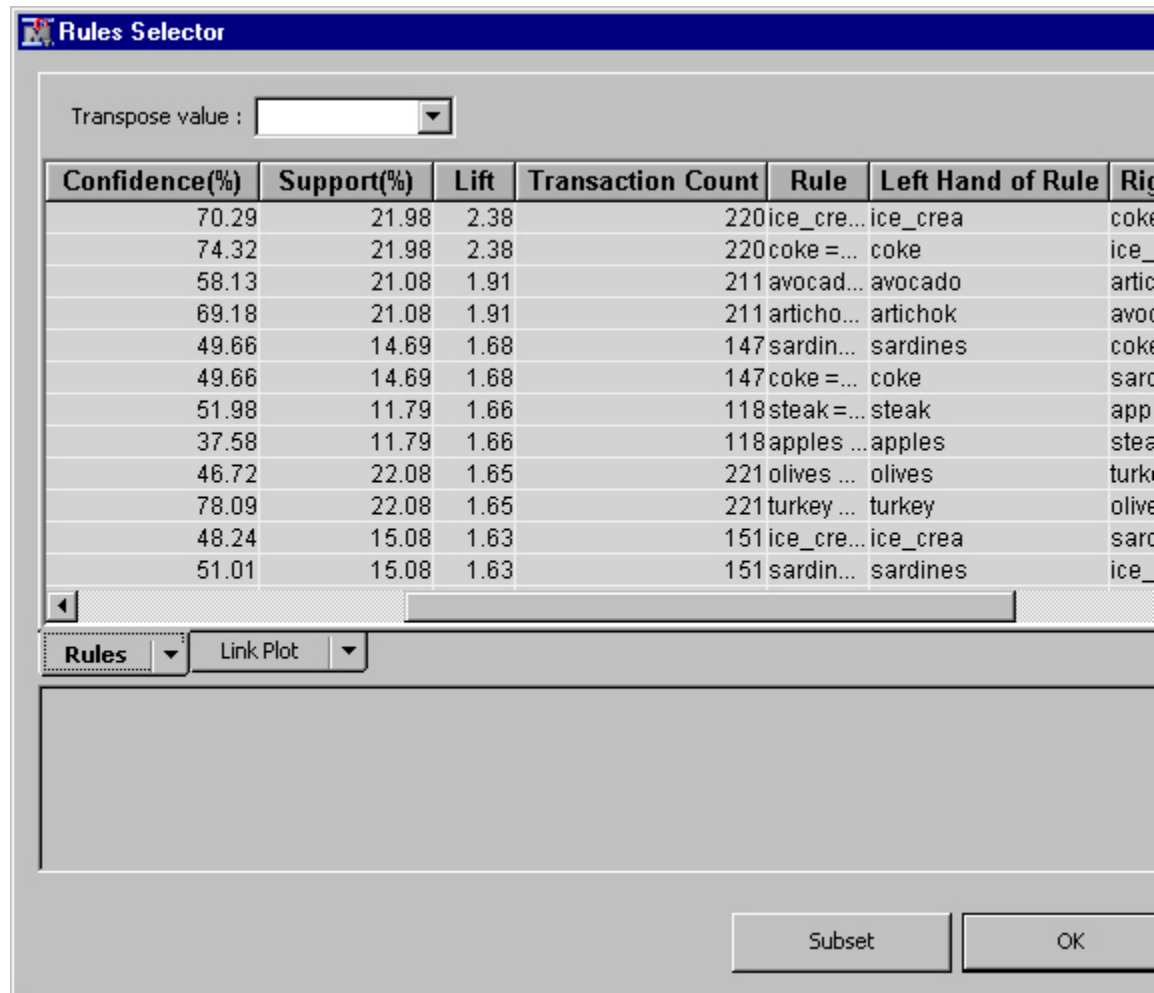 Rules Selector
Transpose value :
Confidence(%) Support(%) Lift Transaction Count Rule Left Hand of Rule Rig
70.29 21.98 2.38 220 ice_cre... ice_crea coke
74.32 21.98 2.38 220 coke =... coke ice_
58.13 21.08 1.91 211 avocad... avocado artic
69.18 21.08 1.91 211 articho... artichok avoc
49.66 14.69 1.68 147 sardin... sardines coke
49.66 14.69 1.68 147 coke =... coke sard
51.98 11.79 1.66 118 steak =... steak app
37.58 11.79 1.66 118 apples ... apples stea
46.72 22.08 1.65 221 olives ... olives turke
78.09 22.08 1.65 221 turkey ... turkey olive
48.24 15.08 1.63 151 ice_cre... ice_crea sard
51.01 15.08 1.63 151 sardin... sardines ice_
Rules Link Plot
Subset OK